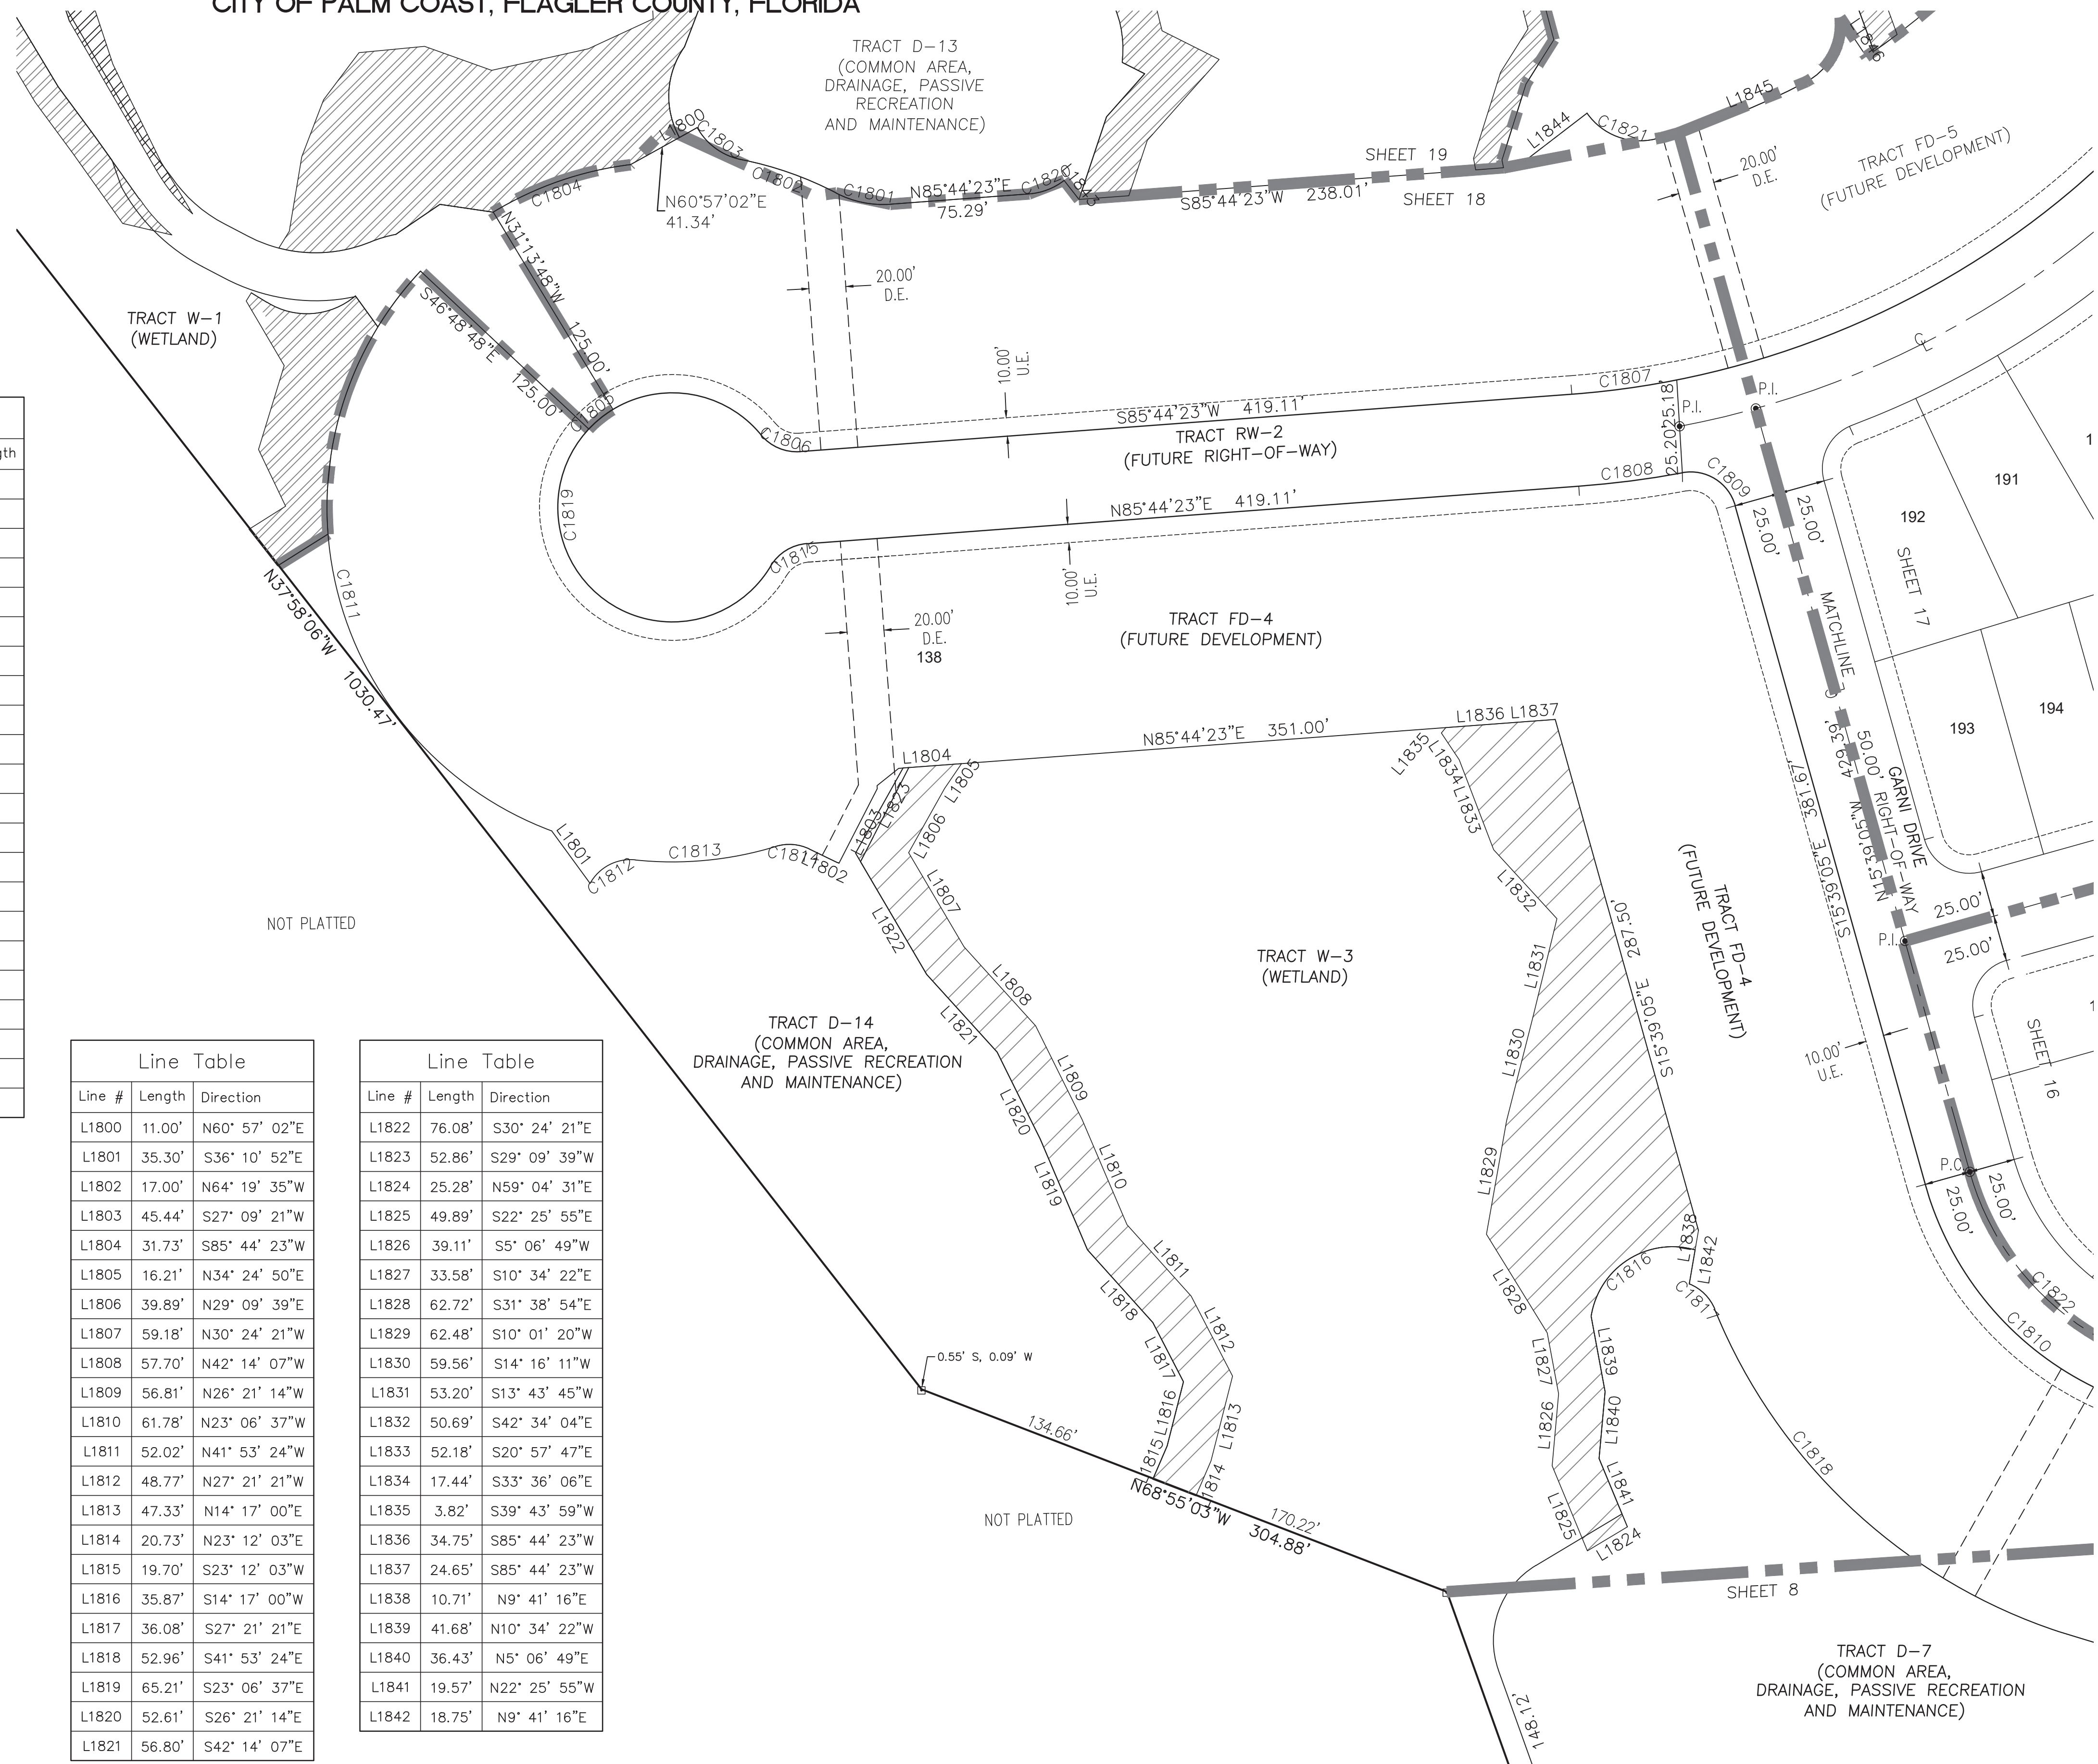 CITY OF PALM COAST, FLAGLER COUNTY, FLORIDA
TRACT D-13
(COMMON AREA,
DRAINAGE, PASSIVE
RECREATION
AND MAINTENANCE)
L1800
C1803
C1802
C1804
C1801
N60°57'02"E
41.34'
N85°44'23"E
75.29'
C1820
SHEET 19
S85°44'23"W 238.01'
SHEET 18
L1844
C1821
L1845
20.00'
D.E.
TRACT FD-5
(FUTURE DEVELOPMENT)
N31°13'48"W
125.00'
S46°48'48"E
125.00'
TRACT W-1
(WETLAND)
20.00'
D.E.
10.00'
U.E.
C1806
S85°44'23"W 419.11'
C1807
TRACT RW-2
(FUTURE RIGHT-OF-WAY)
25.20'
25.18'
P.I.
P.I.
C1808
C1809
N85°44'23"E 419.11'
C1819
C1815
10.00'
U.E.
25.00'
25.00'
191
192
SHEET 17
193
194
MATCHLINE
C1811
N37°58'06"W 1030.47'
20.00'
D.E.
138
TRACT FD-4
(FUTURE DEVELOPMENT)
L1804
L1805
N85°44'23"E 351.00'
L1836 L1837
L1835
L1834
L1833
L1823
L1803
L1806
L1801
C1812
C1813
C1814
L1802
L1807
L1822
L1832
L1831
287.50'
S15°39'05"E
381.67'
S15°39'05"E
429.39'
N15°39'05"W
50.00' RIGHT-OF-WAY
GARNI DRIVE
TRACT FD-4
(FUTURE DEVELOPMENT)
25.00'
25.00'
P.I.
NOT PLATTED
TRACT W-3
(WETLAND)
L1808
L1821
L1830
10.00'
U.E.
SHEET 16
TRACT D-14
(COMMON AREA,
DRAINAGE, PASSIVE RECREATION
AND MAINTENANCE)
L1809
L1820
L1810
L1819
L1829
P.C.
25.00'
25.00'
L1811
L1818
L1828
L1838
L1842
C1816
C1817
C1822
C1810
L1812
L1817
L1827
L1839
0.55' S, 0.09' W
134.66'
L1816
L1815
L1813
L1814
L1826
L1840
L1825
L1841
L1824
C1818
N68°55'03"W 304.88'
170.22'
NOT PLATTED
SHEET 8
148.12'
TRACT D-7
(COMMON AREA,
DRAINAGE, PASSIVE RECREATION
AND MAINTENANCE)
Line Table
Line # Length Direction
L1800 11.00' N60° 57' 02"E
L1801 35.30' S36° 10' 52"E
L1802 17.00' N64° 19' 35"W
L1803 45.44' S27° 09' 21"W
L1804 31.73' S85° 44' 23"W
L1805 16.21' N34° 24' 50"E
L1806 39.89' N29° 09' 39"E
L1807 59.18' N30° 24' 21"W
L1808 57.70' N42° 14' 07"W
L1809 56.81' N26° 21' 14"W
L1810 61.78' N23° 06' 37"W
L1811 52.02' N41° 53' 24"W
L1812 48.77' N27° 21' 21"W
L1813 47.33' N14° 17' 00"E
L1814 20.73' N23° 12' 03"E
L1815 19.70' S23° 12' 03"W
L1816 35.87' S14° 17' 00"W
L1817 36.08' S27° 21' 21"E
L1818 52.96' S41° 53' 24"E
L1819 65.21' S23° 06' 37"E
L1820 52.61' S26° 21' 14"E
L1821 56.80' S42° 14' 07"E
Line Table
Line # Length Direction
L1822 76.08' S30° 24' 21"E
L1823 52.86' S29° 09' 39"W
L1824 25.28' N59° 04' 31"E
L1825 49.89' S22° 25' 55"E
L1826 39.11' S5° 06' 49"W
L1827 33.58' S10° 34' 22"E
L1828 62.72' S31° 38' 54"E
L1829 62.48' S10° 01' 20"W
L1830 59.56' S14° 16' 11"W
L1831 53.20' S13° 43' 45"W
L1832 50.69' S42° 34' 04"E
L1833 52.18' S20° 57' 47"E
L1834 17.44' S33° 36' 06"E
L1835 3.82' S39° 43' 59"W
L1836 34.75' S85° 44' 23"W
L1837 24.65' S85° 44' 23"W
L1838 10.71' N9° 41' 16"E
L1839 41.68' N10° 34' 22"W
L1840 36.43' N5° 06' 49"E
L1841 19.57' N22° 25' 55"W
L1842 18.75' N9° 41' 16"E